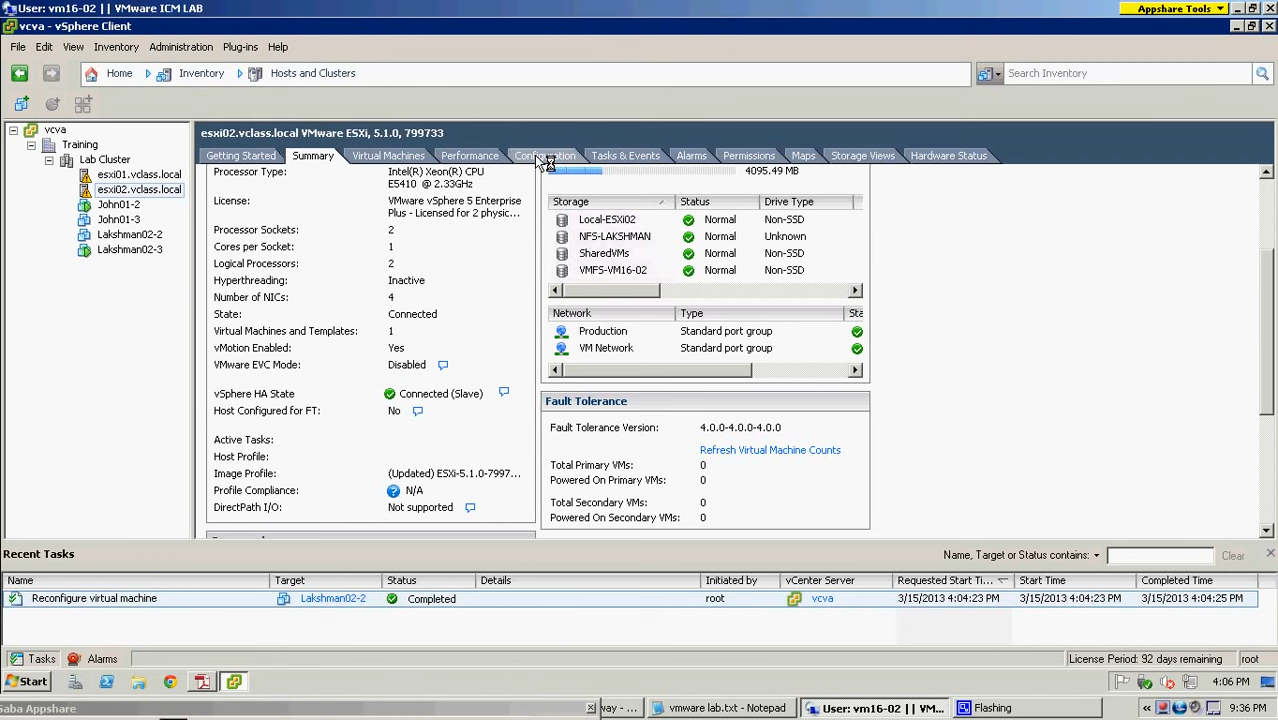 User: vm16-02 || VMware ICM LAB
Appshare Tools
vcva - vSphere Client
File Edit View Inventory Administration Plug-ins Help
Home Inventory Hosts and Clusters
Search Inventory
vcva
Training
Lab Cluster
esxi01.vclass.local
esxi02.vclass.local
John01-2
John01-3
Lakshman02-2
Lakshman02-3
esxi02.vclass.local VMware ESXi, 5.1.0, 799733
Getting Started Summary Virtual Machines Performance Configuration Tasks & Events Alarms Permissions Maps Storage Views Hardware Status
Processor Type: Intel(R) Xeon(R) CPU
E5410 @ 2.33GHz
License: VMware vSphere 5 Enterprise
Plus - Licensed for 2 physic...
Processor Sockets: 2
Cores per Socket: 1
Logical Processors: 2
Hyperthreading: Inactive
Number of NICs: 4
State: Connected
Virtual Machines and Templates: 1
vMotion Enabled: Yes
VMware EVC Mode: Disabled
vSphere HA State Connected (Slave)
Host Configured for FT: No
Active Tasks:
Host Profile:
Image Profile: (Updated) ESXi-5.1.0-7997...
Profile Compliance: N/A
DirectPath I/O: Not supported
4095.49 MB
Storage Status Drive Type
Local-ESXi02 Normal Non-SSD
NFS-LAKSHMAN Normal Unknown
SharedVMs Normal Non-SSD
VMFS-VM16-02 Normal Non-SSD
Network Type Sta
Production Standard port group
VM Network Standard port group
Fault Tolerance
Fault Tolerance Version: 4.0.0-4.0.0-4.0.0
Refresh Virtual Machine Counts
Total Primary VMs: 0
Powered On Primary VMs: 0
Total Secondary VMs: 0
Powered On Secondary VMs: 0
Recent Tasks
Name, Target or Status contains: Clear
Name Target Status Details Initiated by vCenter Server Requested Start Ti... Start Time Completed Time
Reconfigure virtual machine Lakshman02-2 Completed root vcva 3/15/2013 4:04:23 PM 3/15/2013 4:04:23 PM 3/15/2013 4:04:25 PM
Tasks Alarms
License Period: 92 days remaining root
Start
4:06 PM
Saba Appshare
way - ... vmware lab.txt - Notepad User: vm16-02 || VM... Flashing
9:36 PM